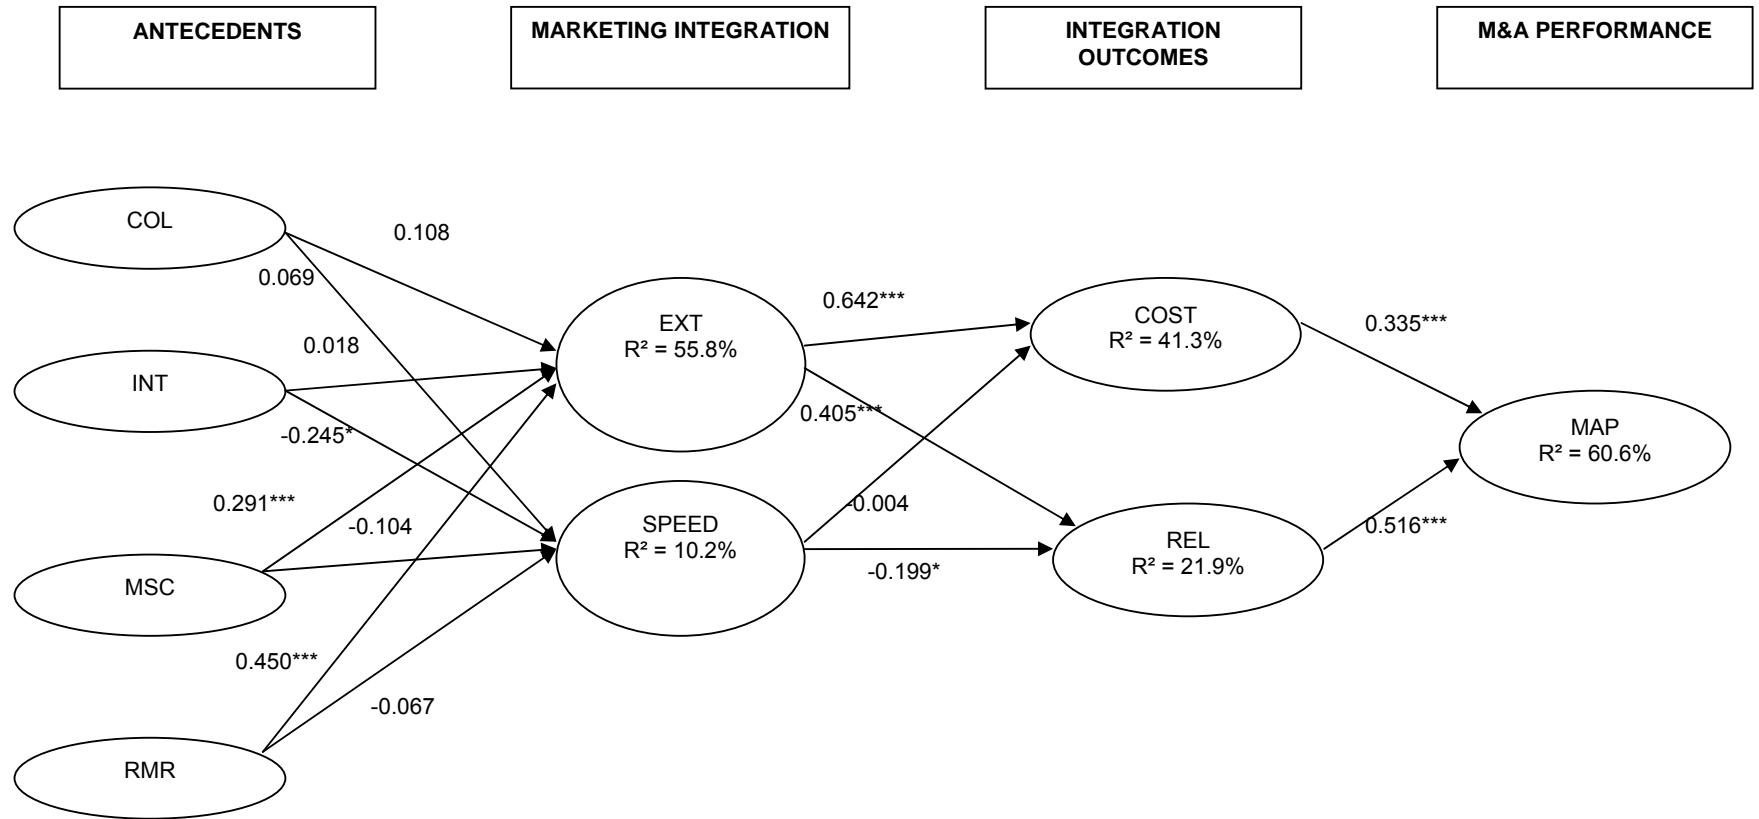 ANTECEDENTS
MARKETING INTEGRATION
INTEGRATION
OUTCOMES
M&A PERFORMANCE
COL
0.108
0.069
EXT
R² = 55.8%
0.642***
COST
R² = 41.3%
0.335***
0.018
INT
-0.245*
0.405***
MAP
R² = 60.6%
0.291***
-0.104
SPEED
R² = 10.2%
-0.004
-0.199*
REL
R² = 21.9%
0.516***
MSC
0.450***
-0.067
RMR